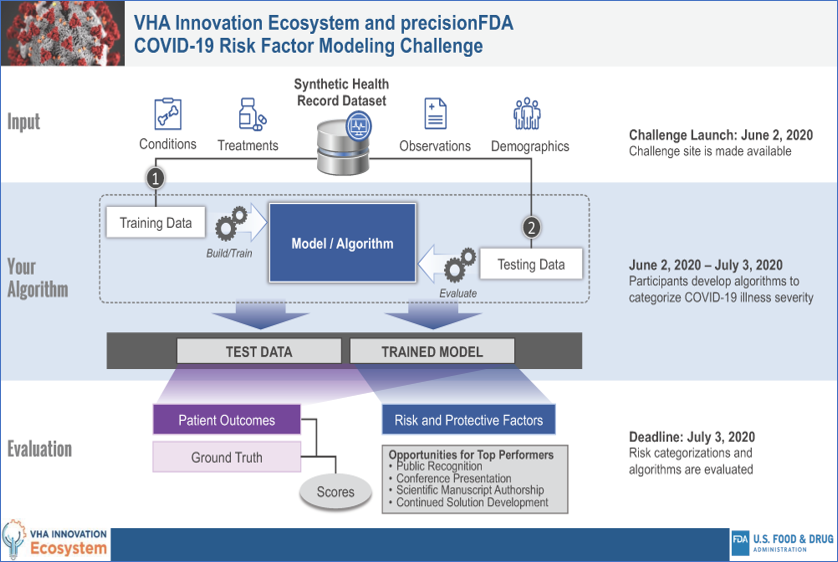 VHA Innovation Ecosystem and precisionFDA
COVID-19 Risk Factor Modeling Challenge
Input
Synthetic Health
Record Dataset
Conditions
Treatments
Observations
Demographics
Challenge Launch: June 2, 2020
Challenge site is made available
1
2
Your
Algorithm
Training Data
Build/Train
Model / Algorithm
Evaluate
Testing Data
June 2, 2020 – July 3, 2020
Participants develop algorithms to
categorize COVID-19 illness severity
TEST DATA
TRAINED MODEL
Evaluation
Patient Outcomes
Ground Truth
Scores
Risk and Protective Factors
Opportunities for Top Performers
• Public Recognition
• Conference Presentation
• Scientific Manuscript Authorship
• Continued Solution Development
Deadline: July 3, 2020
Risk categorizations and
algorithms are evaluated
VHA INNOVATION
Ecosystem
FDA
U.S. FOOD & DRUG
ADMINISTRATION